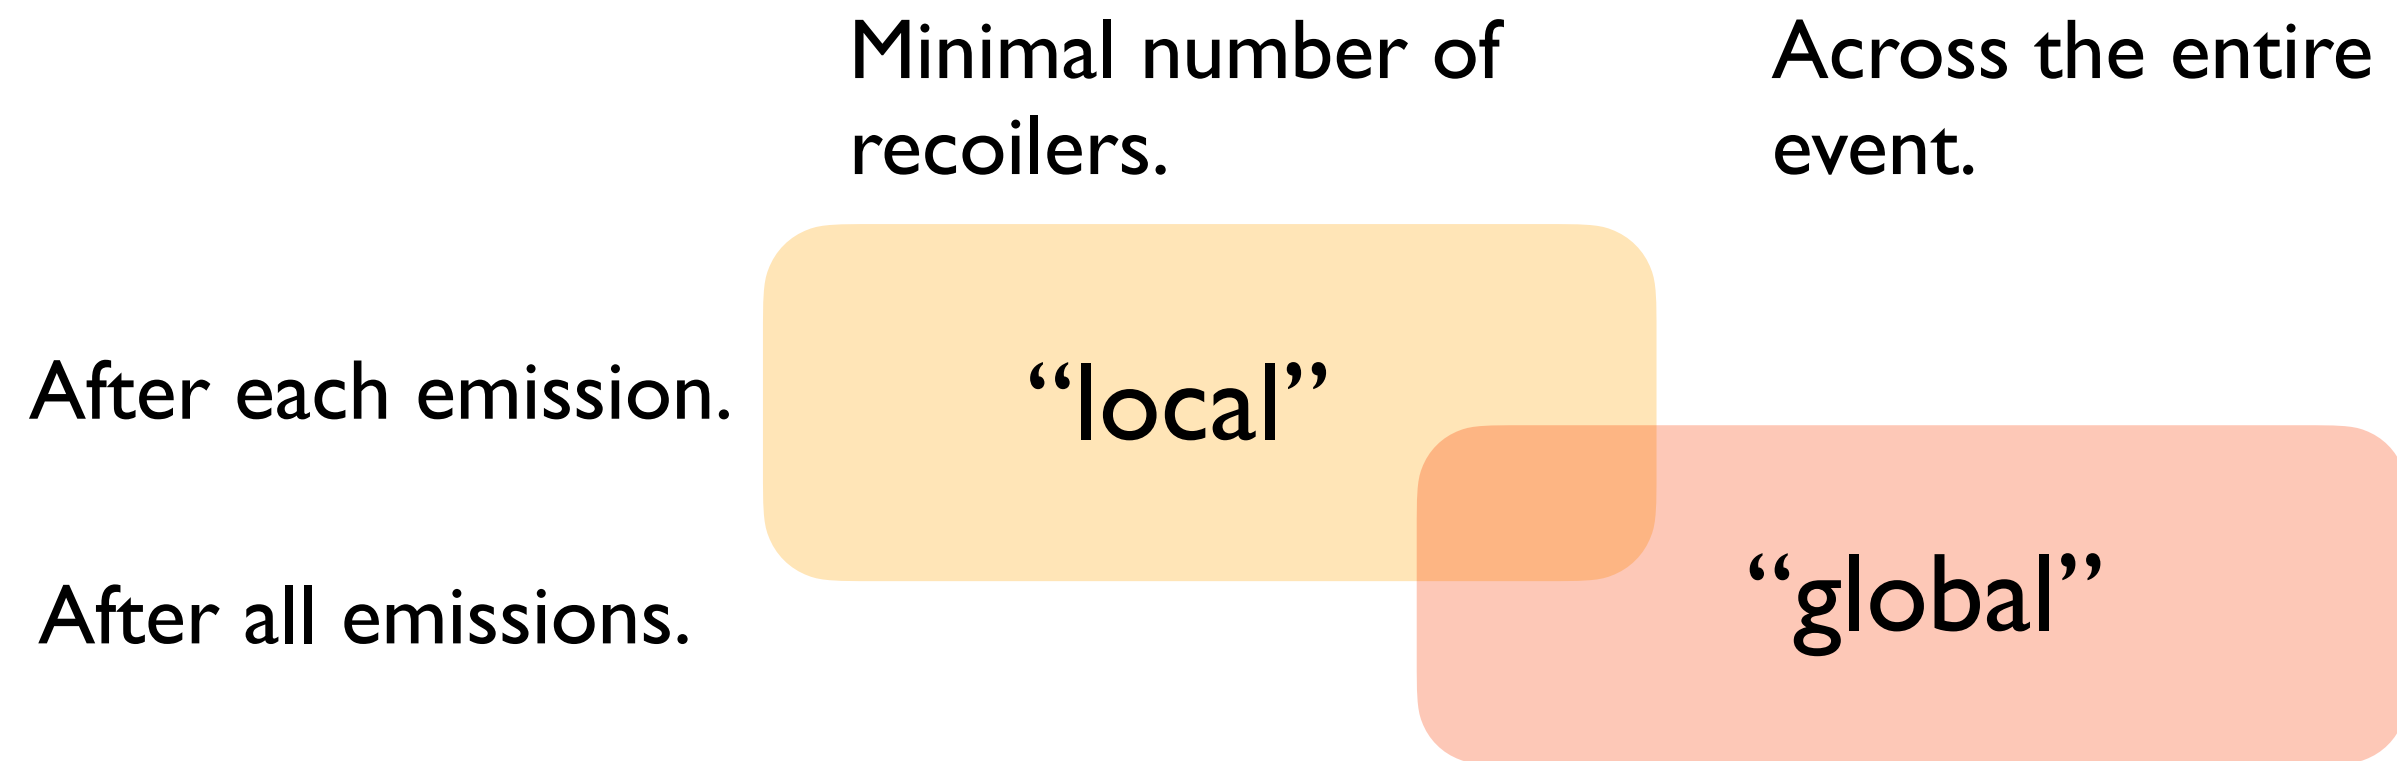 Minimal number of
recoilers.
Across the entire
event.
After each emission.
“local”
After all emissions.
“global”